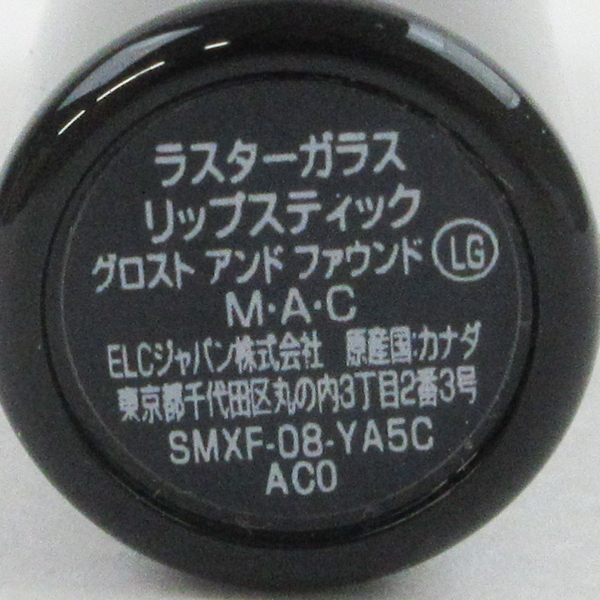 ラスターガラス
リップスティック
グロスト アンド ファウンド LG
M・A・C
ELCジャパン株式会社 原産国:カナダ
東京都千代田区丸の内3丁目2番3号
SMXF-08-YA5C
AC0